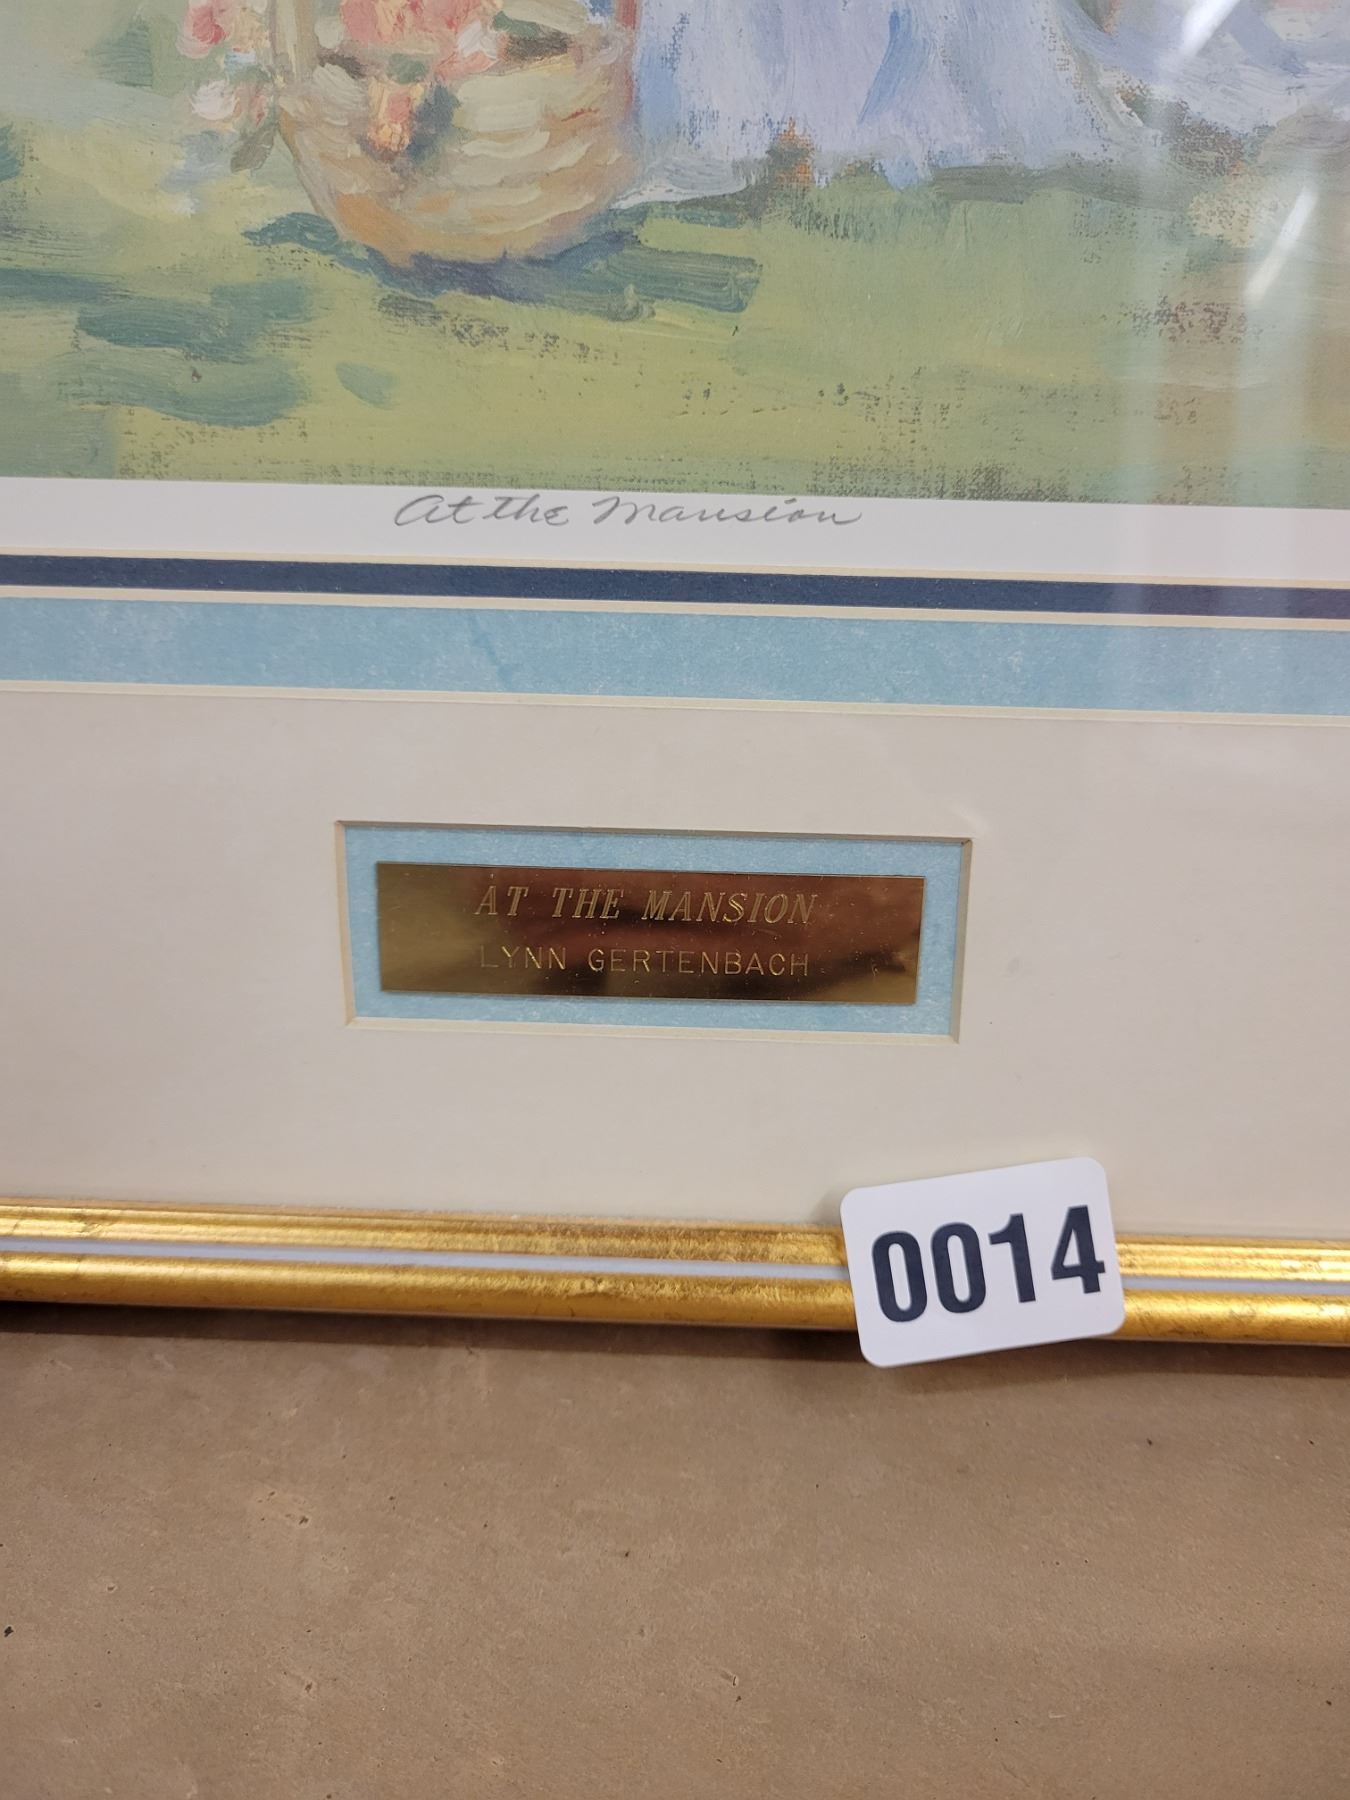 At the Mansion
AT THE MANSION
LYNN GERTENBACH
0014